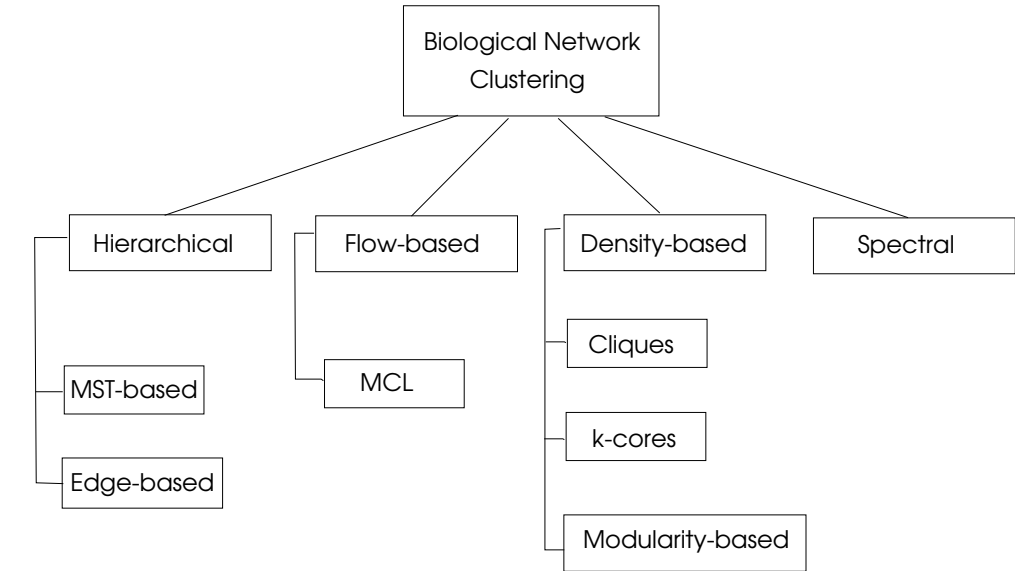 Biological Network
Clustering
Hierarchical
Flow-based
Density-based
Spectral
Cliques
MST-based
MCL
k-cores
Edge-based
Modularity-based